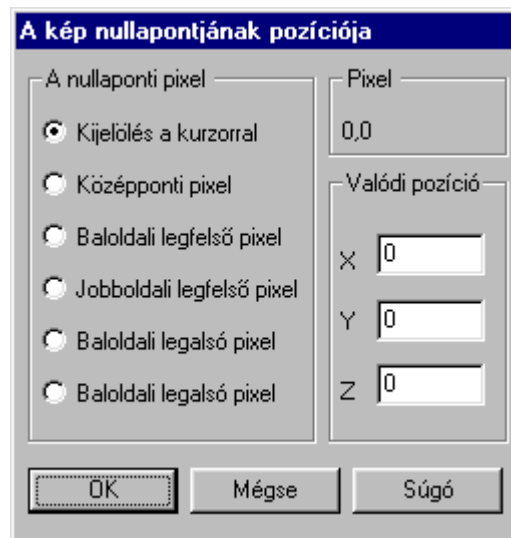 A kép nullapontjának pozíciója
A nullaponti pixel
Kijelölés a kurzorral
Középponti pixel
Baloldali legfelső pixel
Jobboldali legfelső pixel
Baloldali legalsó pixel
Baloldali legalsó pixel
Pixel
0,0
Valódi pozíció
X 0
Y 0
Z 0
OK Mégse Súgó